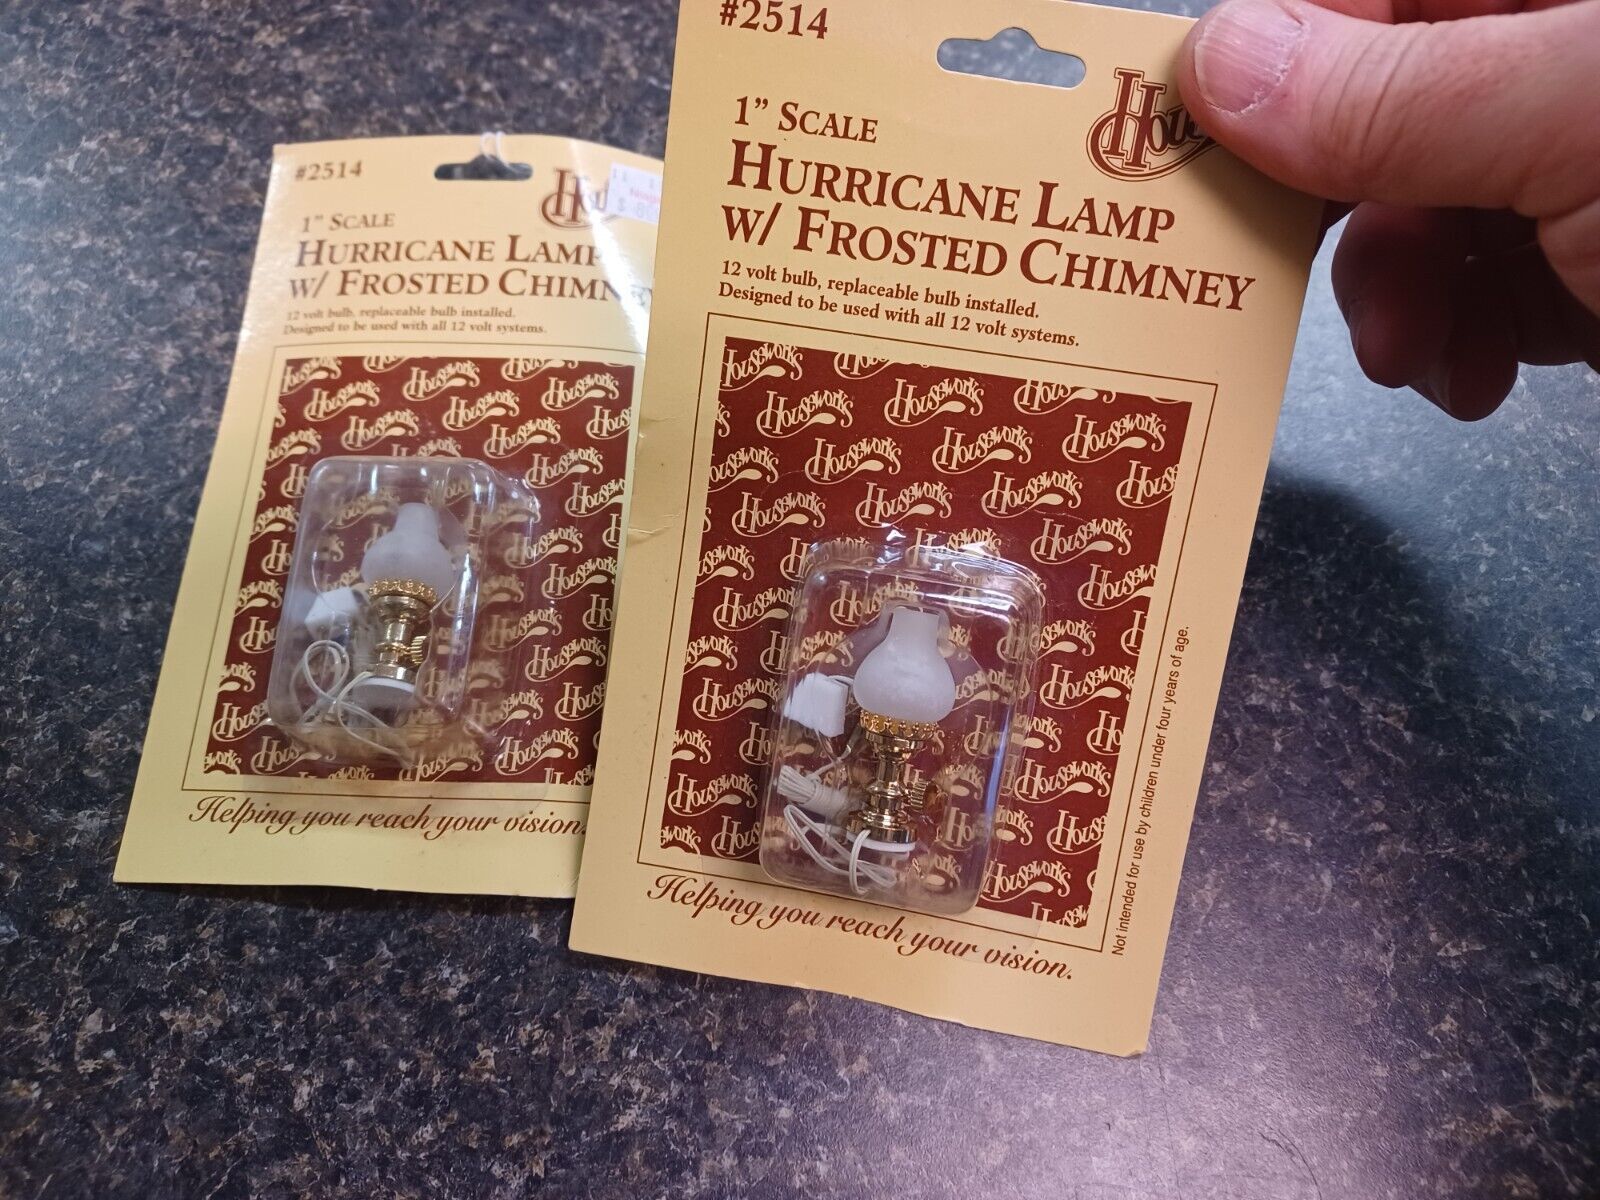 #2514
1" SCALE
HURRICANE LAMP
W/ FROSTED CHIMNEY
12 volt bulb, replaceable bulb installed.
Designed to be used with all 12 volt systems.
Houseworks
Helping you reach your vision.
Not intended for use by children under four years of age.
#2514
1" SCALE
HURRICANE LAMP
W/ FROSTED CHIMNEY
12 volt bulb, replaceable bulb installed.
Designed to be used with all 12 volt systems.
Houseworks
Helping you reach your vision.